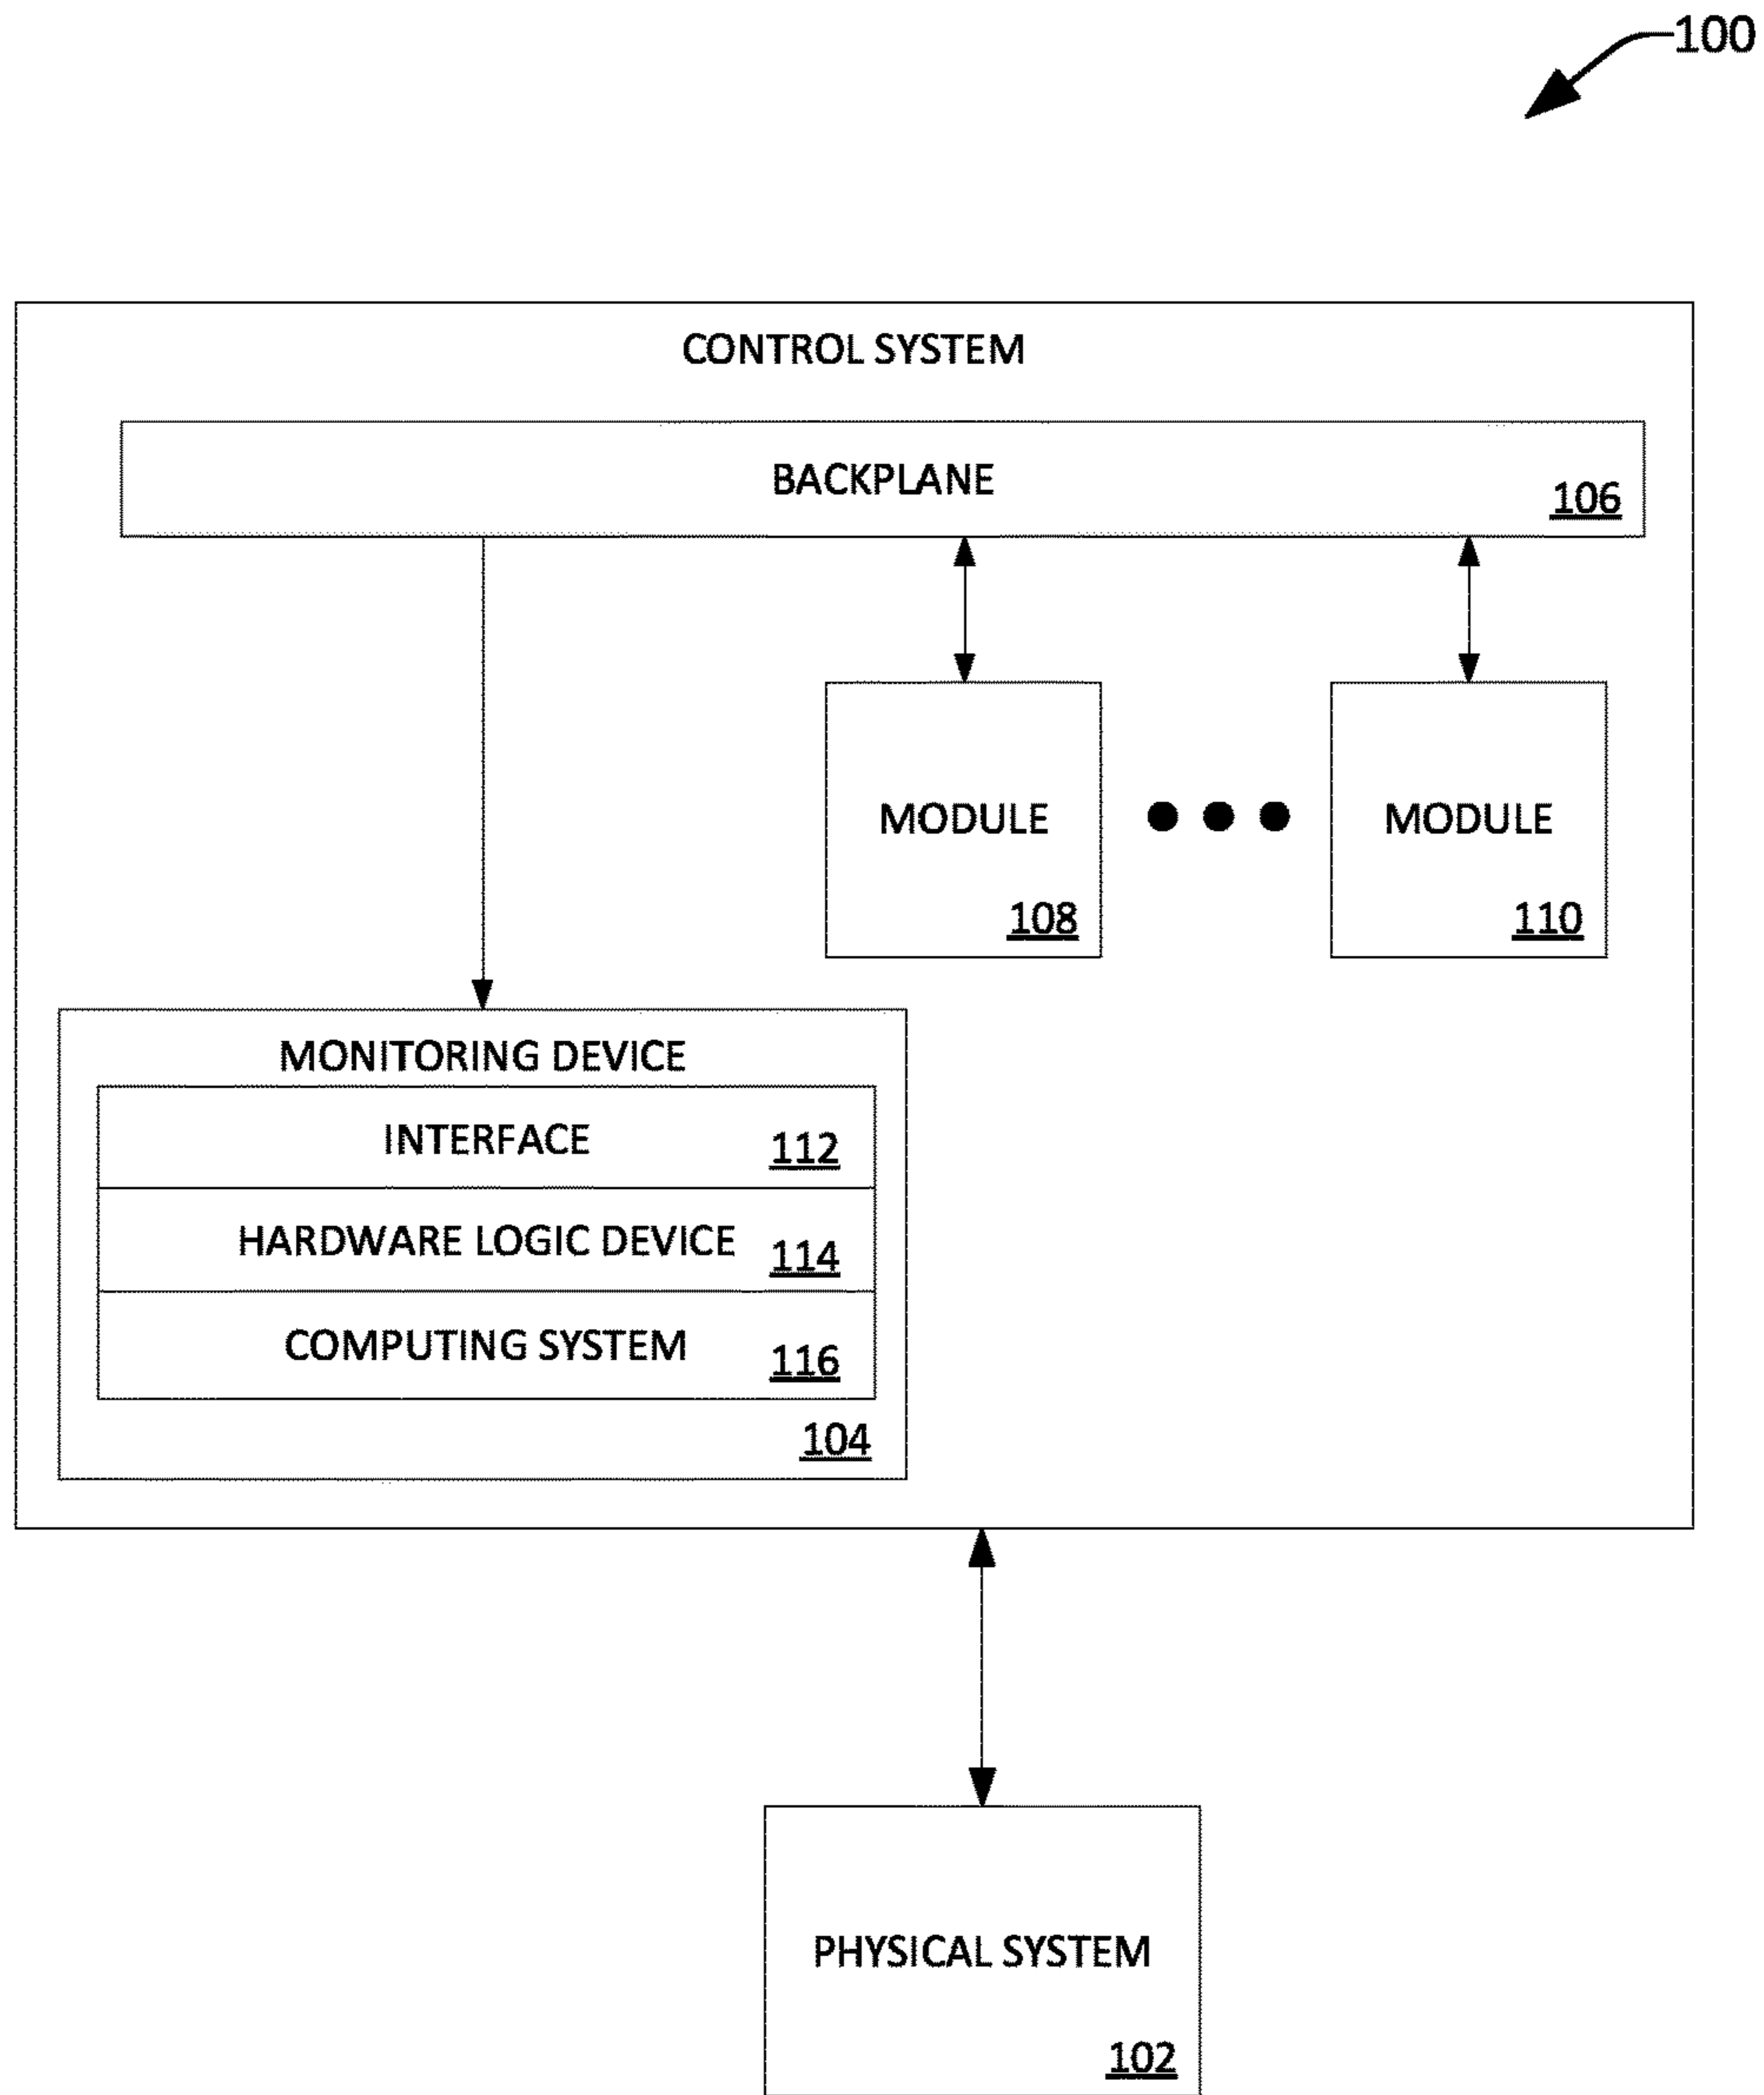 100
CONTROL SYSTEM
BACKPLANE
106
MODULE
108
MODULE
110
MONITORING DEVICE
INTERFACE
112
HARDWARE LOGIC DEVICE
114
COMPUTING SYSTEM
116
104
PHYSICAL SYSTEM
102